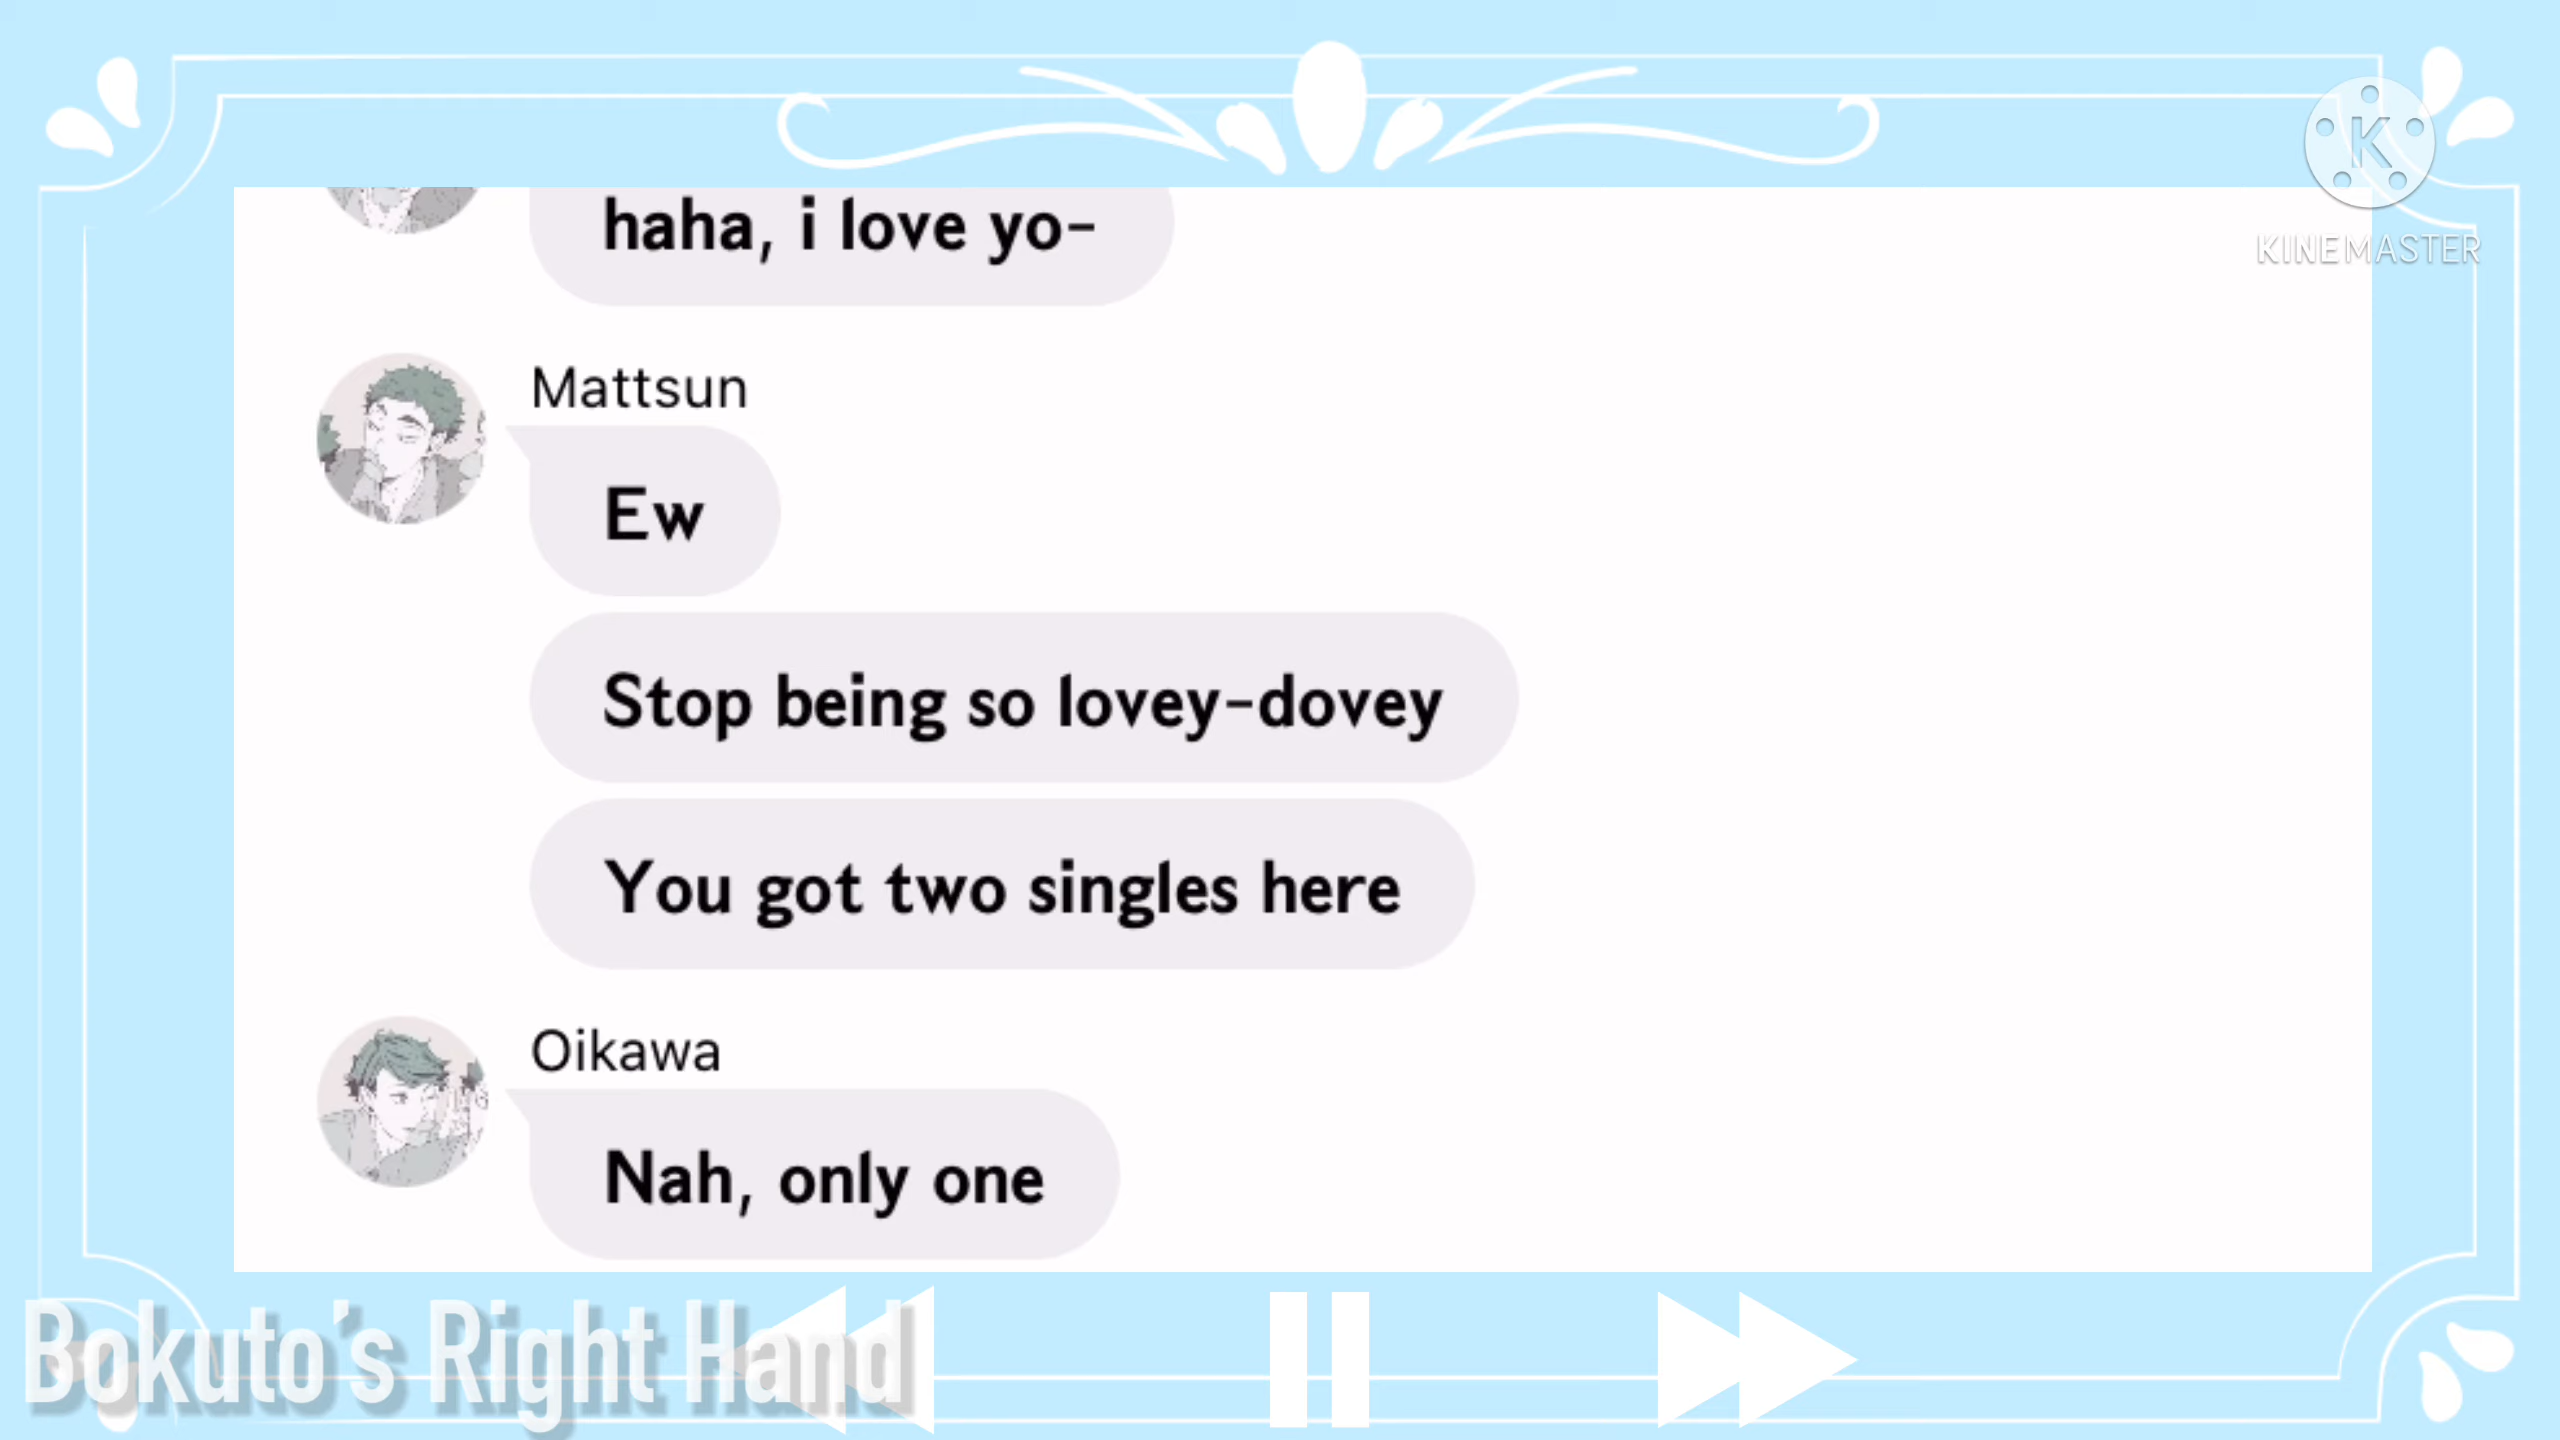 haha, i love yo-
K
KINEMASTER
Mattsun
Ew
Stop being so lovey-dovey
You got two singles here
Oikawa
Nah, only one
Bokuto's Right Hand